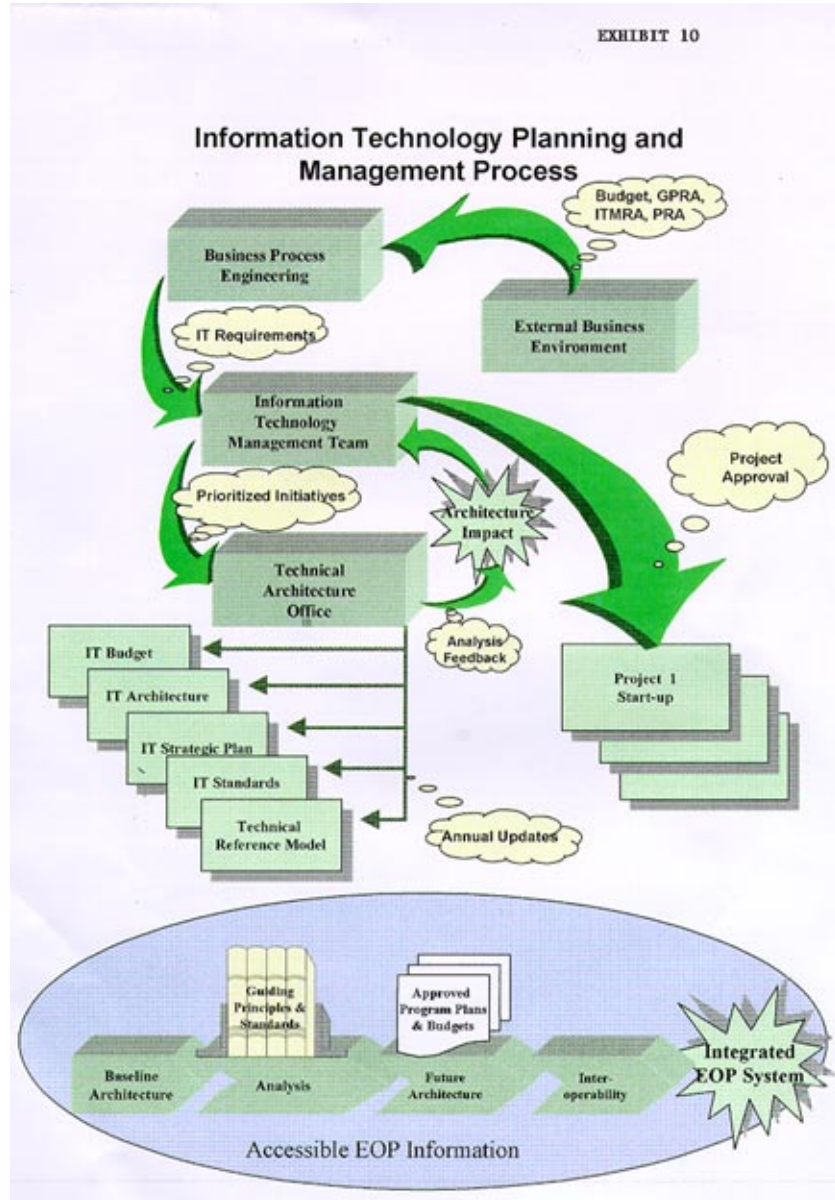 EXHIBIT 10
Information Technology Planning and
Management Process
Budget, GPRA,
ITMRA, PRA
Business Process
Engineering
External Business
Environment
IT Requirements
Information
Technology
Management Team
Project
Approval
Prioritized Initiatives
Architecture
Impact
Technical
Architecture
Office
Analysis
Feedback
IT Budget
IT Architecture
IT Strategic Plan
IT Standards
Technical
Reference Model
Project 1
Start-up
Annual Updates
Guiding
Principles &
Standards
Approved
Program Plans
& Budgets
Baseline
Architecture
Analysis
Future
Architecture
Inter-
operability
Integrated
EOP System
Accessible EOP Information